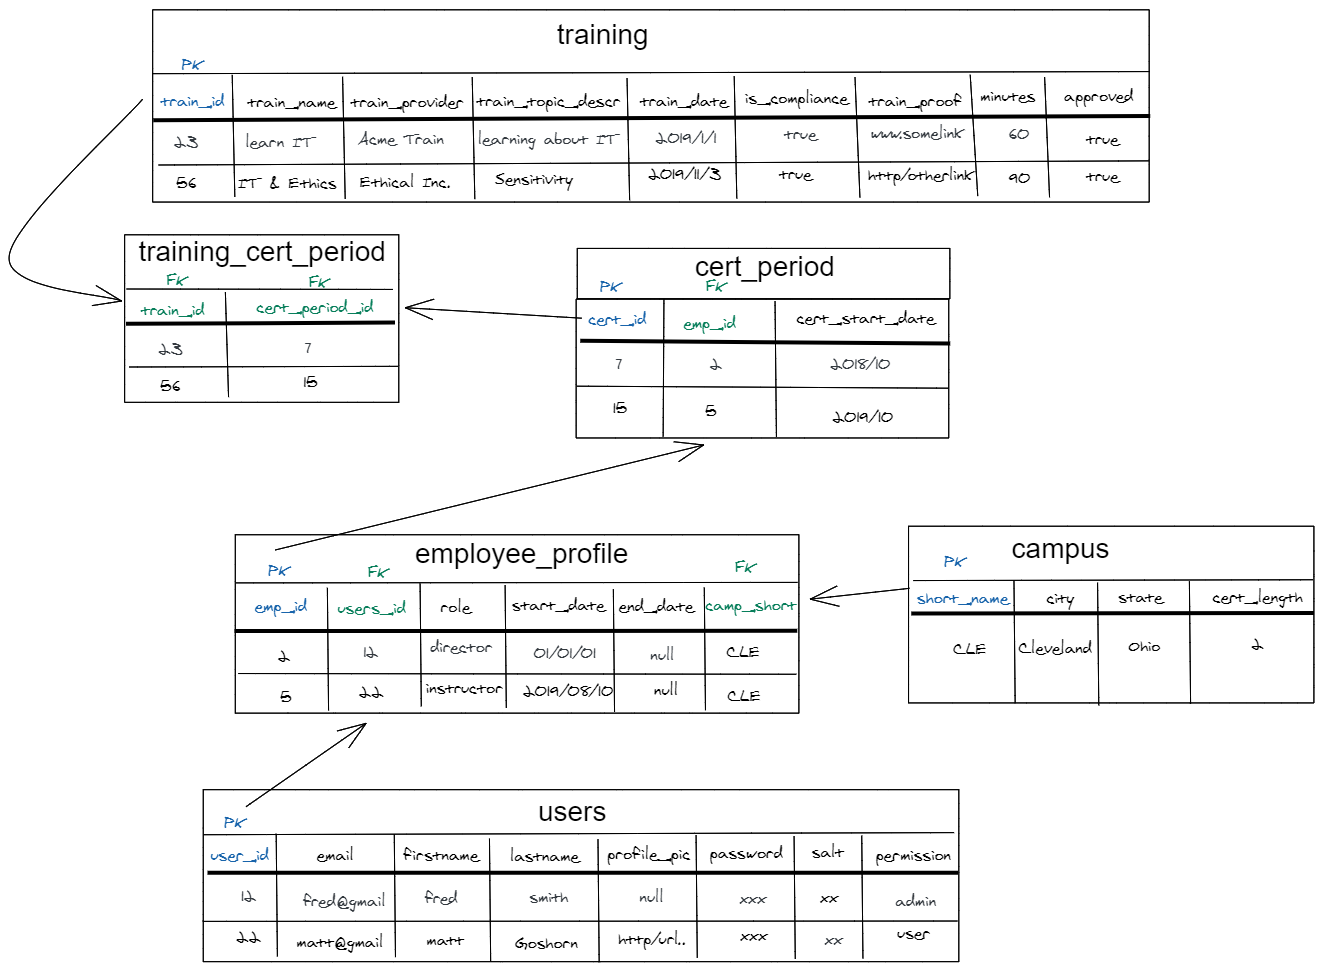 training
PK
train_id train_name train_provider train_topic_descr train_date is_compliance train_proof minutes approved
23 learn IT Acme Train learning about IT 2019/1/1 true www.somelink 60 true
56 IT & Ethics Ethical Inc. Sensitivity 2019/11/3 true http/otherlink 90 true
training_cert_period
FK FK
train_id cert_period_id
23 7
56 15
cert_period
PK FK
cert_id emp_id cert_start_date
7 2 2018/10
15 5 2019/10
employee_profile
PK FK FK
emp_id users_id role start_date end_date camp_short
2 12 director 01/01/01 null CLE
5 22 instructor 2019/08/10 null CLE
campus
PK
short_name city state cert_length
CLE Cleveland Ohio 2
users
PK
user_id email firstname lastname profile_pic password salt permission
12 fred@gmail fred smith null xxx xx admin
22 matt@gmail matt Goshorn http/url.. xxx xx user